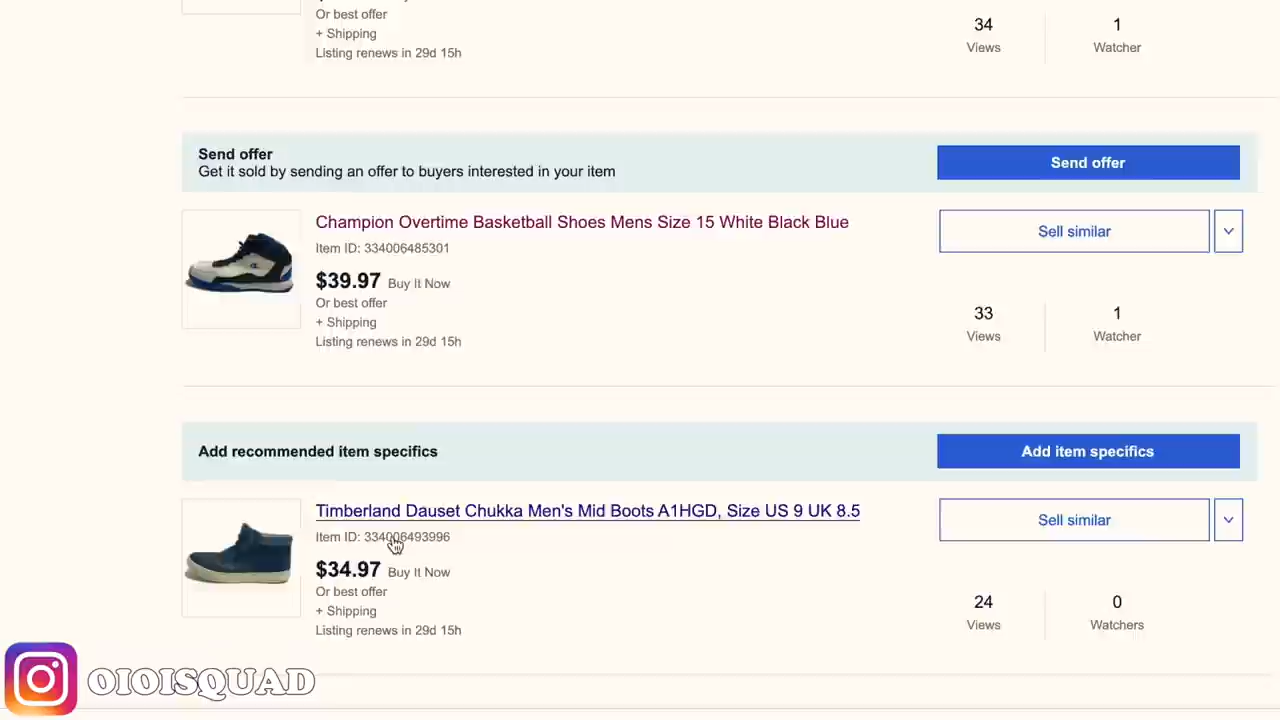 Or best offer
+ Shipping
Listing renews in 29d 15h
34
Views
1
Watcher
Send offer
Get it sold by sending an offer to buyers interested in your item
Send offer
Champion Overtime Basketball Shoes Mens Size 15 White Black Blue
Item ID: 334006485301
$39.97 Buy It Now
Or best offer
+ Shipping
Listing renews in 29d 15h
Sell similar
33
Views
1
Watcher
Add recommended item specifics
Add item specifics
Timberland Dauset Chukka Men's Mid Boots A1HGD, Size US 9 UK 8.5
Item ID: 334006493996
$34.97 Buy It Now
Or best offer
+ Shipping
Listing renews in 29d 15h
Sell similar
24
Views
0
Watchers
OIOISQUAD